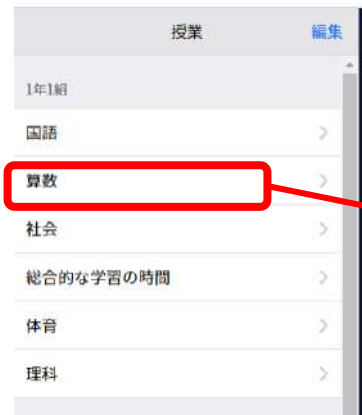 授業 編集
1年1組
国語
算数
社会
総合的な学習の時間
体育
理科